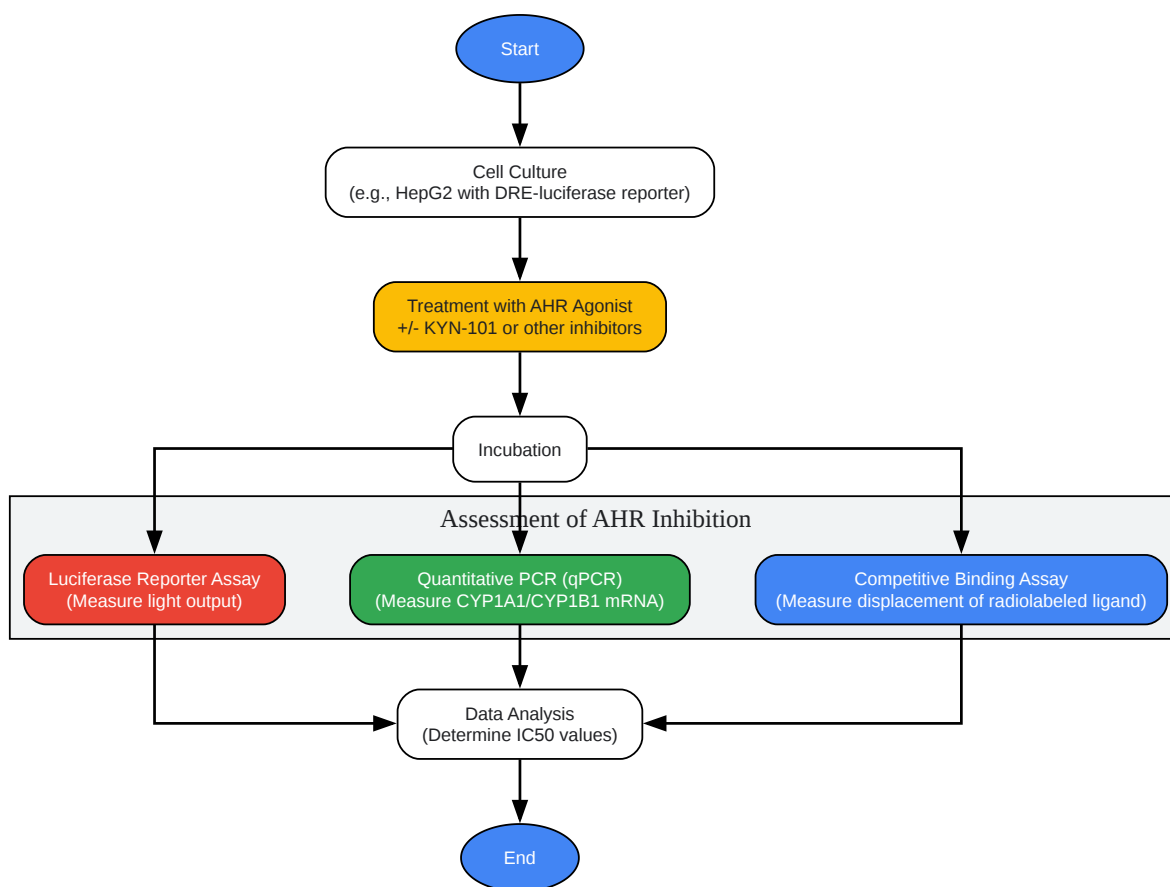 Start
Cell Culture
(e.g., HepG2 with DRE-luciferase reporter)
Treatment with AHR Agonist
+/- KYN-101 or other inhibitors
Incubation
Assessment of AHR Inhibition
Luciferase Reporter Assay
(Measure light output)
Quantitative PCR (qPCR)
(Measure CYP1A1/CYP1B1 mRNA)
Competitive Binding Assay
(Measure displacement of radiolabeled ligand)
Data Analysis
(Determine IC50 values)
End